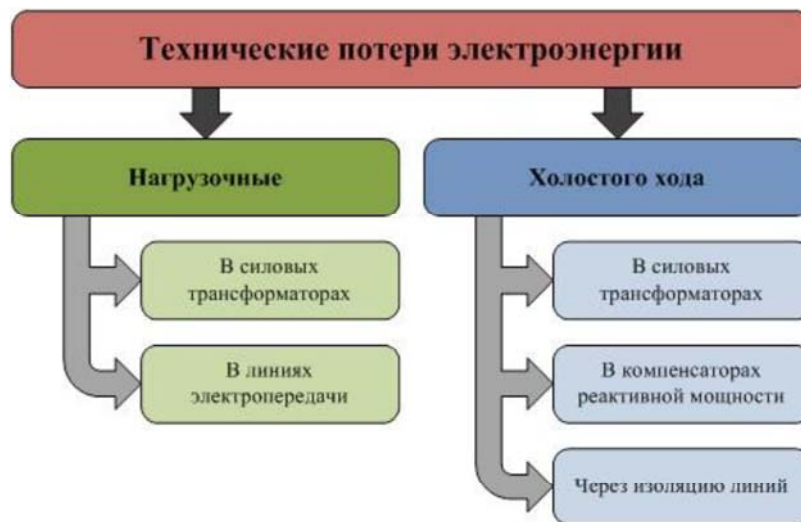 Технические потери электроэнергии
Нагрузочные
В силовых
трансформаторах
В линиях
электропередачи
Холостого хода
В силовых
трансформаторах
В компенсаторах
реактивной мощности
Через изоляцию линий